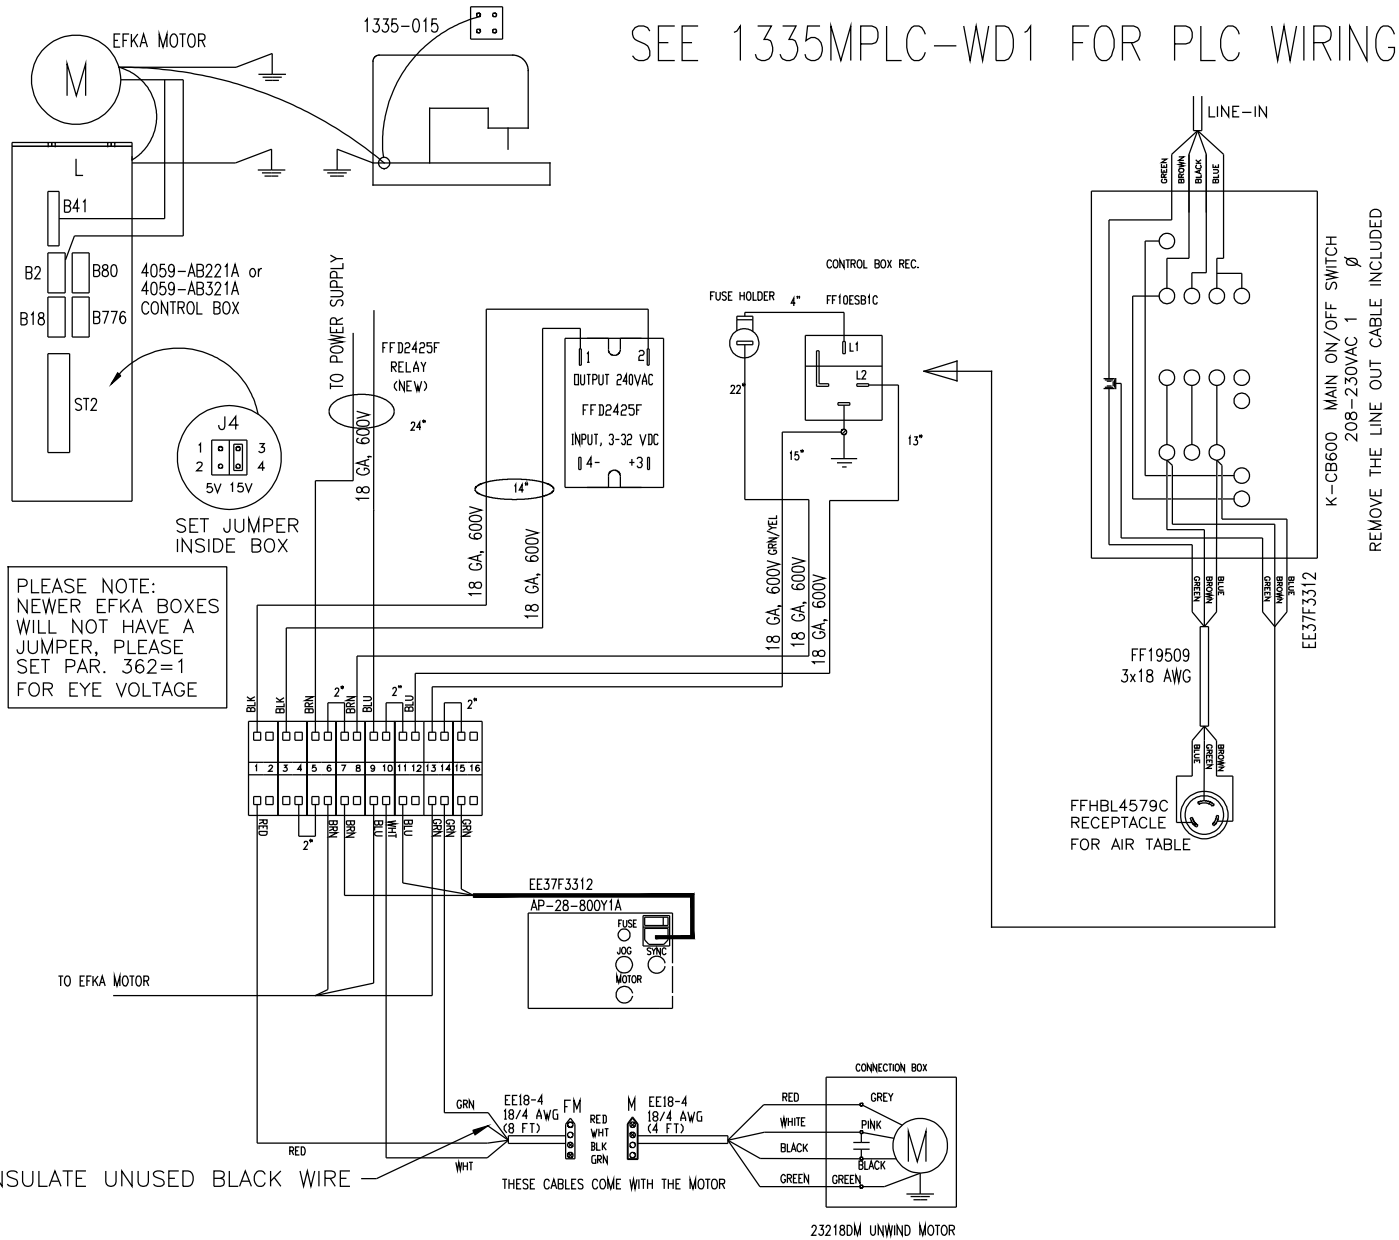 SEE 1335MPLC-WD1 FOR PLC WIRING
1335-015
EFKA MOTOR
M
L
B41
B2
B80
B18
B776
ST2
4059-AB221A or
4059-AB321A
CONTROL BOX
J4
1 3
2 4
5V 15V
SET JUMPER
INSIDE BOX
PLEASE NOTE:
NEWER EFKA BOXES
WILL NOT HAVE A
JUMPER, PLEASE
SET PAR. 362=1
FOR EYE VOLTAGE
TO POWER SUPPLY
18 GA, 600V
FFD2425F
RELAY
(NEW)
24"
1 2
OUTPUT 240VAC
FFD2425F
INPUT, 3-32 VDC
4- +3
14"
18 GA, 600V
18 GA, 600V
CONTROL BOX REC.
FUSE HOLDER
4"
FF10ESB1C
L1
L2
22"
15"
13"
18 GA, 600V GRN/YEL
18 GA, 600V
18 GA, 600V
LINE-IN
GREEN
BROWN
BLACK
BLUE
K-CB600 MAIN ON/OFF SWITCH
208-230VAC 1 Ø
REMOVE THE LINE OUT CABLE INCLUDED
GREEN
BROWN
BLUE
GREEN
BROWN
BLUE
EE37F3312
FF19509
3x18 AWG
BLUE
GREEN
BROWN
FFHBL4579C
RECEPTACLE
FOR AIR TABLE
BLK
BLK
BRN
2"
BRN
BLU
2"
BLU
2"
1 2 3 4 5 6 7 8 9 10 11 12 13 14 15 16
RED
2"
BRN
BRN
BLU
WHT
BLU
GRN
GRN
GRN
EE37F3312
AP-28-800Y1A
FUSE
JOG
SYNC
MOTOR
TO EFKA MOTOR
GRN
RED
WHT
NSULATE UNUSED BLACK WIRE
EE18-4
18/4 AWG
(8 FT)
FM
RED
WHT
BLK
GRN
M
EE18-4
18/4 AWG
(4 FT)
THESE CABLES COME WITH THE MOTOR
CONNECTION BOX
RED
GREY
WHITE
PINK
BLACK
BLACK
GREEN
GREEN
M
23218DM UNWIND MOTOR